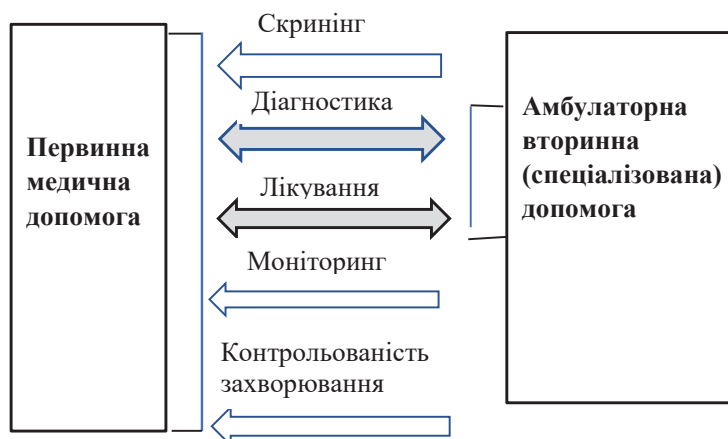 Первинна
медична
допомога
Скринінг
Діагностика
Лікування
Моніторинг
Контрольованість
захворювання
Амбулаторна
вторинна
(спеціалізована)
допомога